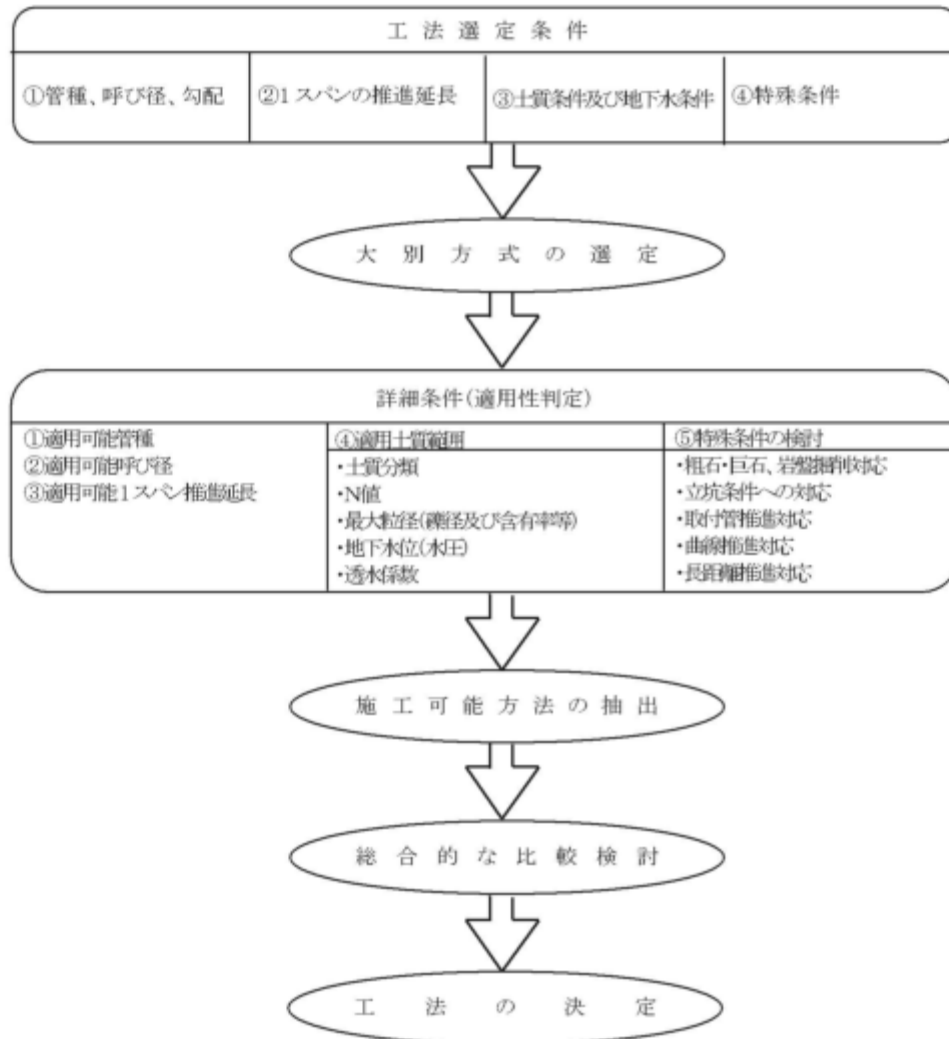 工法選定条件
①管種、呼び径、勾配
②1スパンの推進延長
③土質条件及び地下水条件
④特殊条件
大別方式の選定
詳細条件(適用性判定)
①適用可能管種
②適用可能呼び径
③適用可能1スパン推進延長
④適用土質範囲
・土質分類
・N値
・最大粒径(礫径及び含有率等)
・地下水位(水圧)
・透水係数
⑤特殊条件の検討
・粗石・巨石、岩盤掘削対応
・立坑条件への対応
・取付管推進対応
・曲線推進対応
・長距離推進対応
施工可能方法の抽出
総合的な比較検討
工法の決定